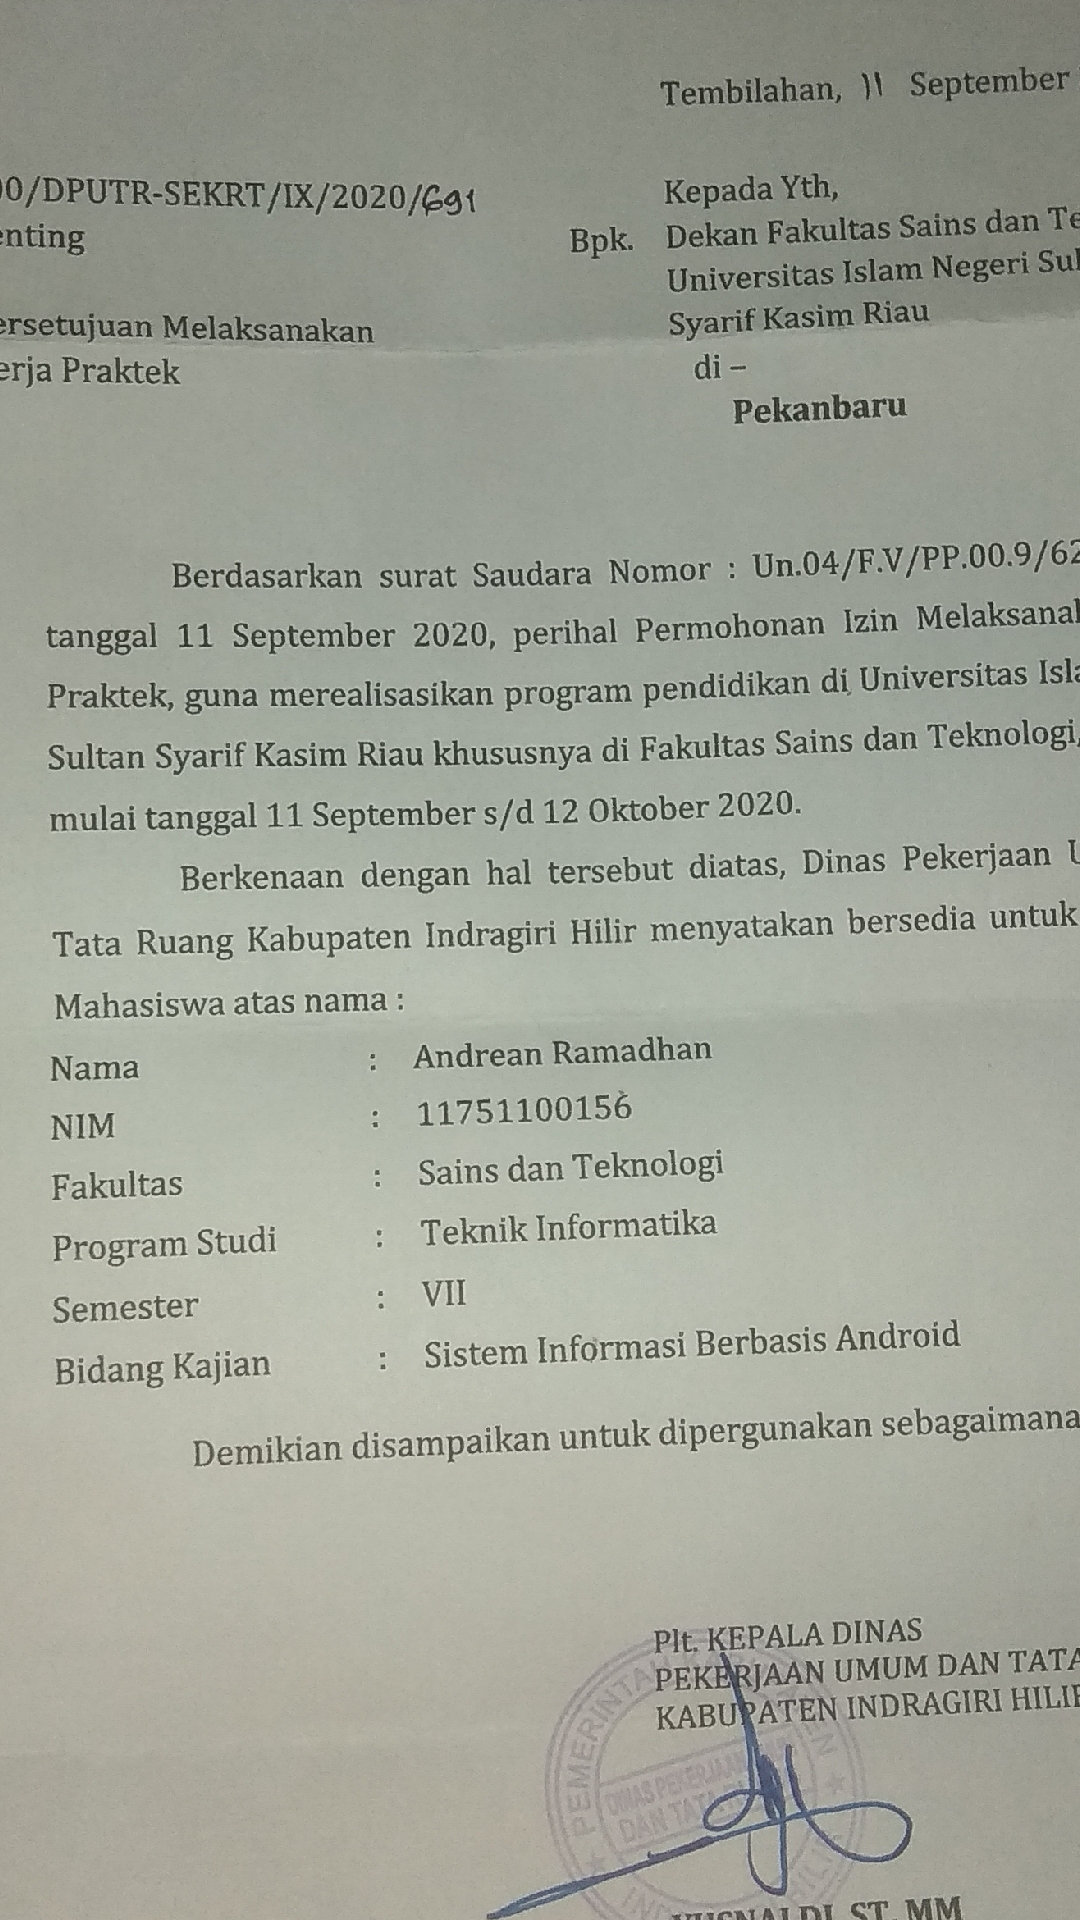 Tembilahan, 11 September
00/DPUTR-SEKRT/IX/2020/691
enting
Kepada Yth,
Bpk. Dekan Fakultas Sains dan Te
Universitas Islam Negeri Sul
Syarif Kasim Riau
di –
Pekanbaru
ersetujuan Melaksanakan
erja Praktek
Berdasarkan surat Saudara Nomor : Un.04/F.V/PP.00.9/62
tanggal 11 September 2020, perihal Permohonan Izin Melaksanak
Praktek, guna merealisasikan program pendidikan di Universitas Isla
Sultan Syarif Kasim Riau khususnya di Fakultas Sains dan Teknologi,
mulai tanggal 11 September s/d 12 Oktober 2020.
Berkenaan dengan hal tersebut diatas, Dinas Pekerjaan U
Tata Ruang Kabupaten Indragiri Hilir menyatakan bersedia untuk
Mahasiswa atas nama :
Nama : Andrean Ramadhan
NIM : 11751100156
Fakultas : Sains dan Teknologi
Program Studi : Teknik Informatika
Semester : VII
Bidang Kajian : Sistem Informasi Berbasis Android
Demikian disampaikan untuk dipergunakan sebagaimana
Plt. KEPALA DINAS
PEKERJAAN UMUM DAN TATA
KABUPATEN INDRAGIRI HILIR
PEMERINTAH KABUPATEN
DINAS PEKERJAAN
DAN TATA
ST. MM